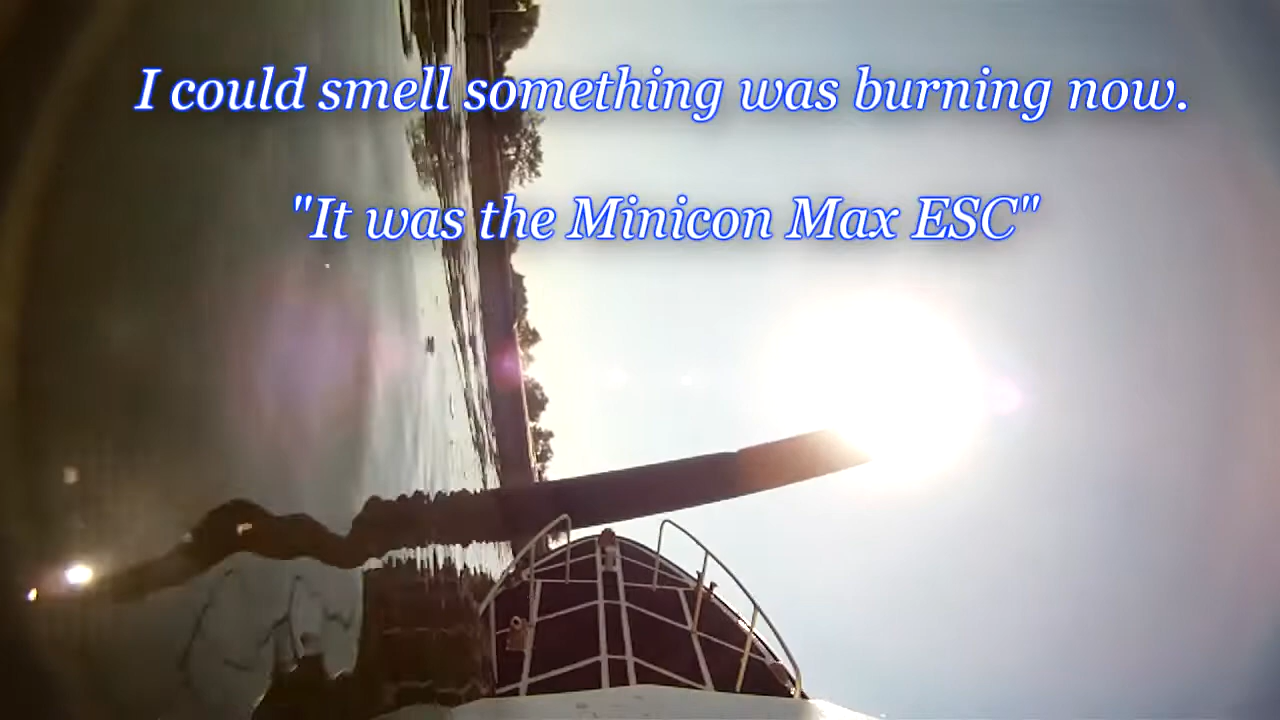 I could smell something was burning now.
"It was the Minicon Max ESC"